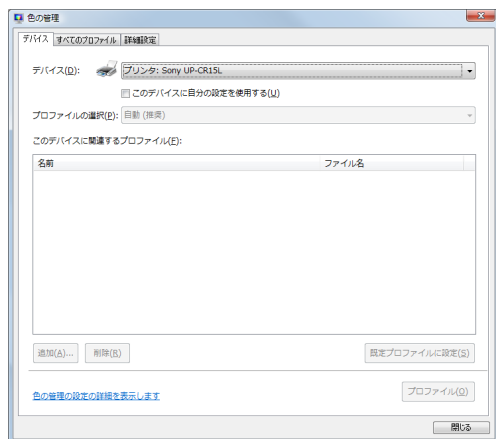 色の管理
デバイス すべてのプロファイル 詳細設定
デバイス(D): プリンタ: Sony UP-CR15L
このデバイスに自分の設定を使用する(U)
プロファイルの選択(P): 自動 (推奨)
このデバイスに関連するプロファイル(F):
名前 ファイル名
追加(A)... 削除(R) 既定プロファイルに設定(S)
色の管理の設定の詳細を表示します プロファイル(O)
閉じる